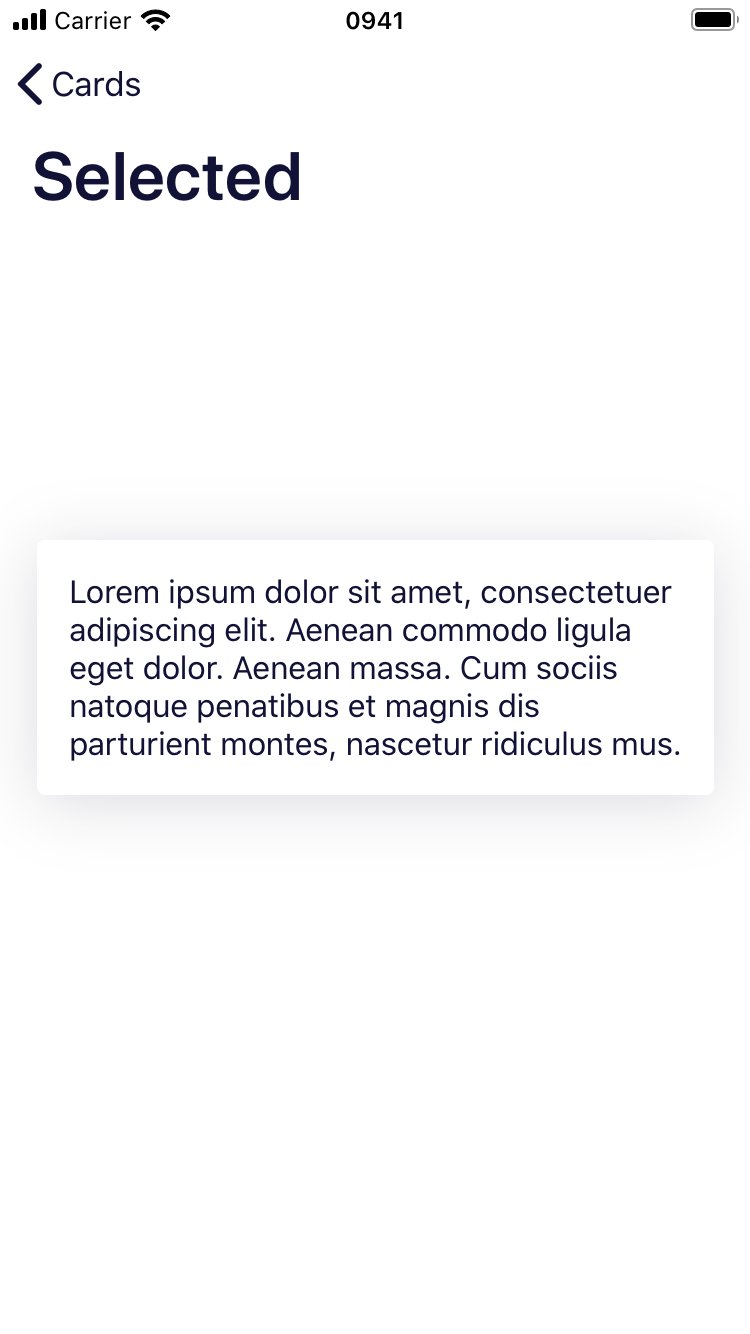 Carrier 0941
Cards
Selected
Lorem ipsum dolor sit amet, consectetuer
adipiscing elit. Aenean commodo ligula
eget dolor. Aenean massa. Cum sociis
natoque penatibus et magnis dis
parturient montes, nascetur ridiculus mus.